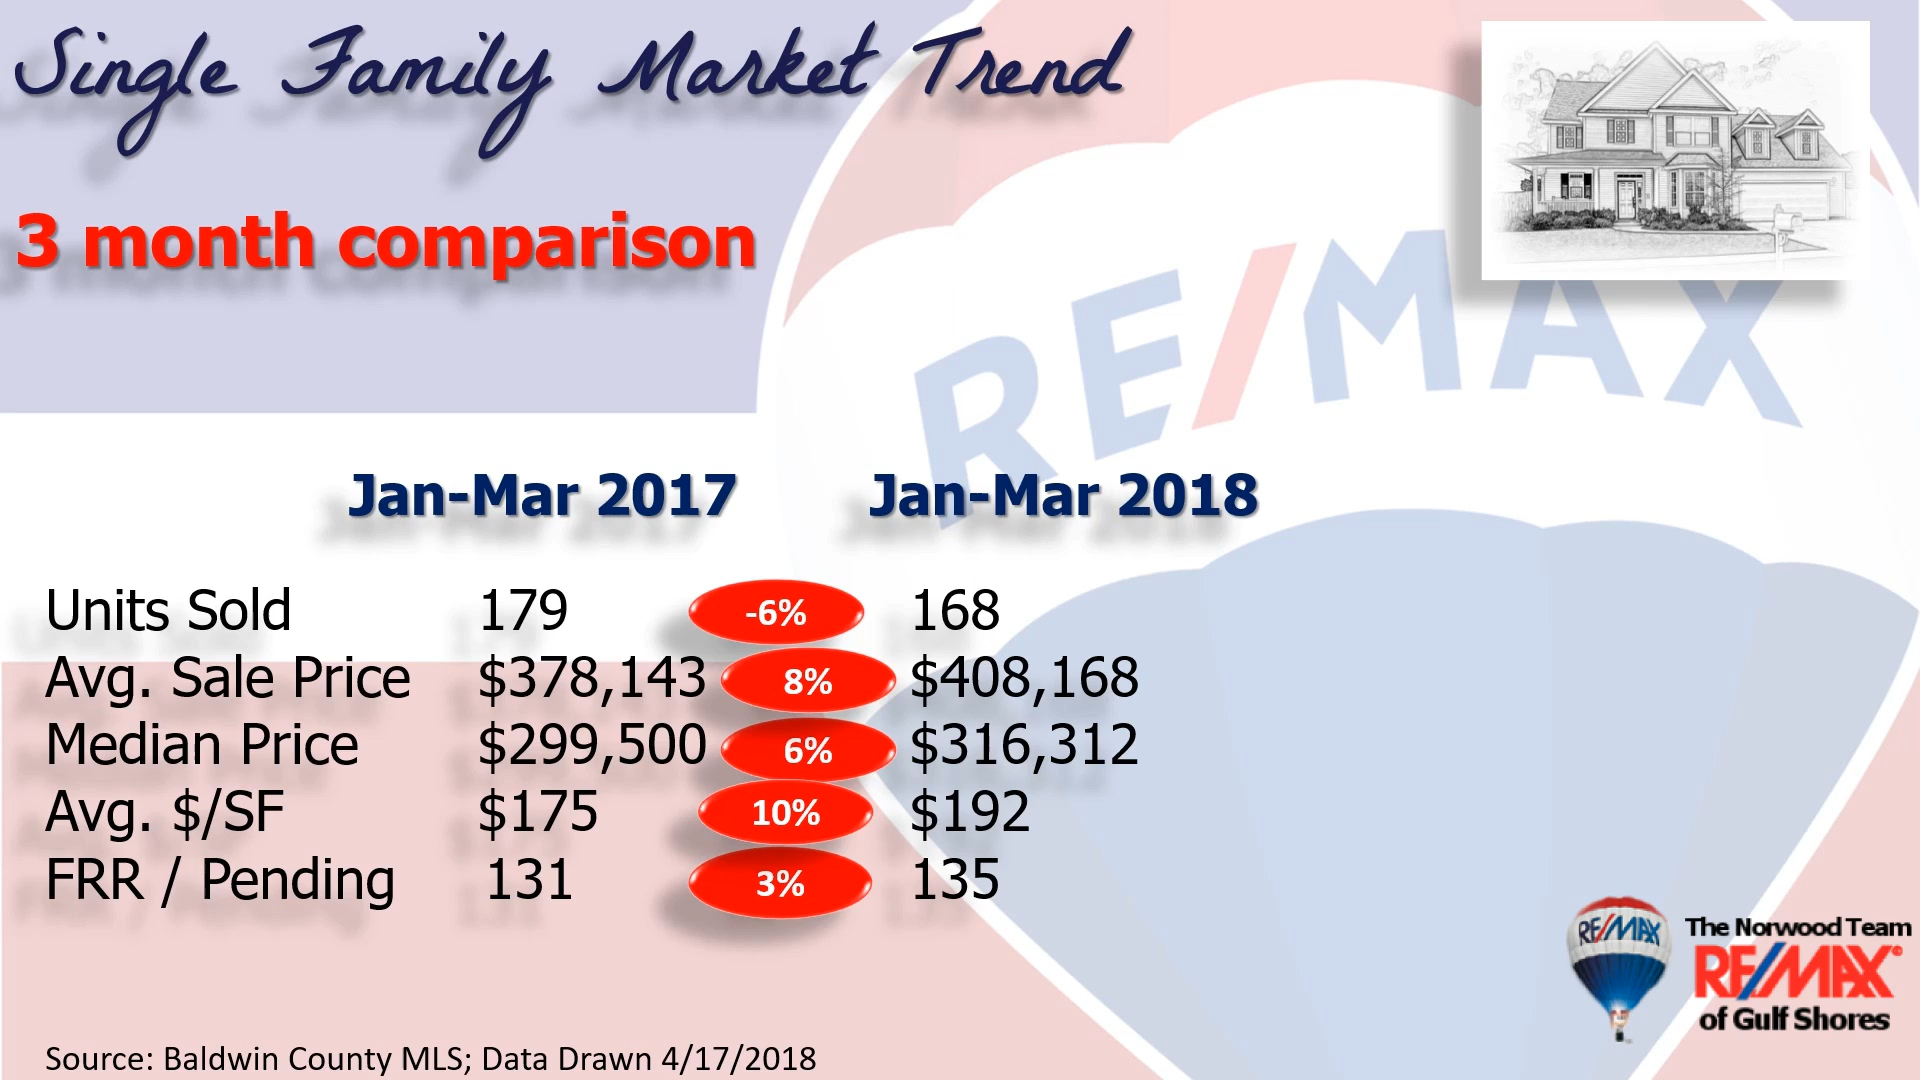 Single Family Market Trend
3 month comparison
RE/MAX
Jan-Mar 2017 Jan-Mar 2018
Units Sold 179 -6% 168
Avg. Sale Price $378,143 8% $408,168
Median Price $299,500 6% $316,312
Avg. $/SF $175 10% $192
FRR / Pending 131 3% 135
RE/MAX
The Norwood Team
RE/MAX
of Gulf Shores
Source: Baldwin County MLS; Data Drawn 4/17/2018